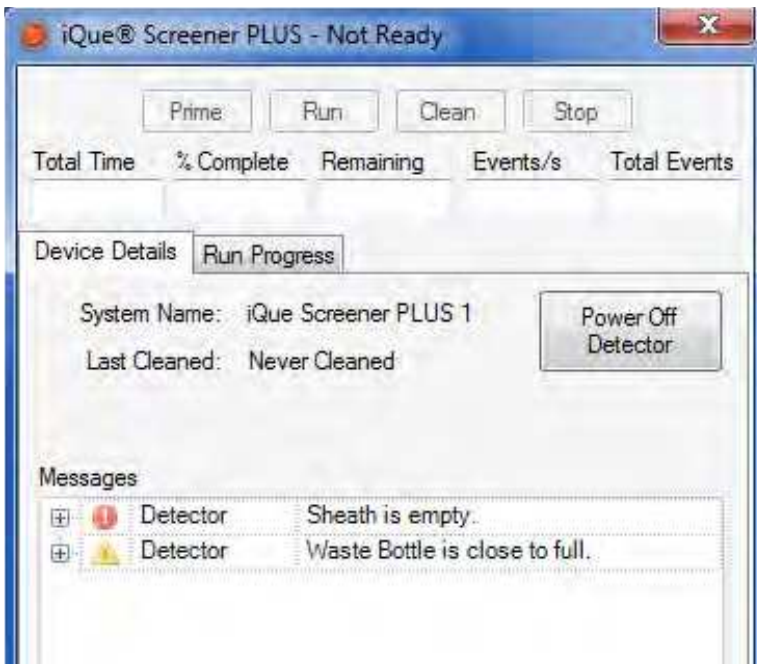 iQue® Screener PLUS - Not Ready
Prime Run Clean Stop
Total Time % Complete Remaining Events/s Total Events
Device Details Run Progress
System Name: iQue Screener PLUS 1
Power Off
Detector
Last Cleaned: Never Cleaned
Messages
Detector Sheath is empty.
Detector Waste Bottle is close to full.